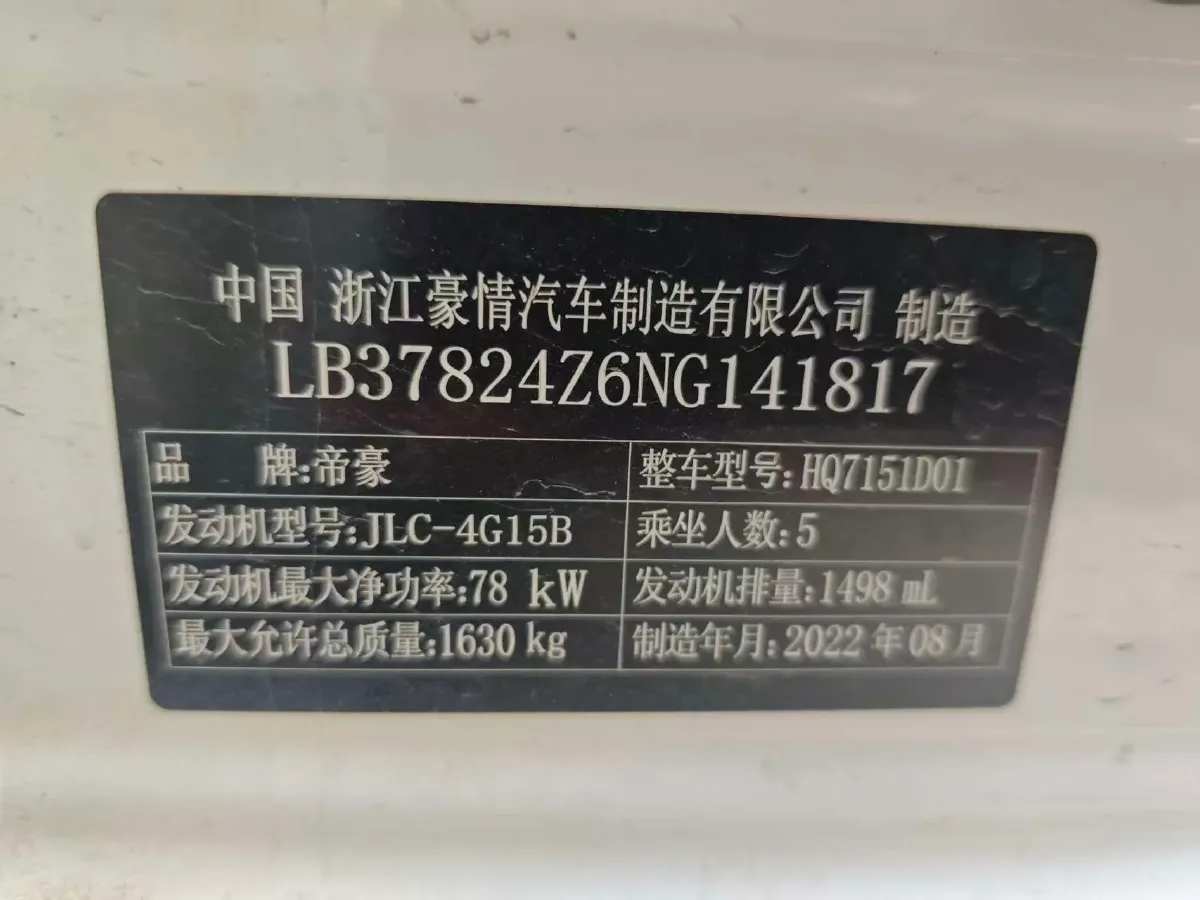 中国 浙江豪情汽车制造有限公司 制造
LB37824Z6NG141817
品 牌:帝豪 整车型号:HQ7151D01
发动机型号:JLC-4G15B 乘坐人数:5
发动机最大净功率:78 kW 发动机排量:1498 mL
最大允许总质量:1630 kg 制造年月:2022 年 08 月